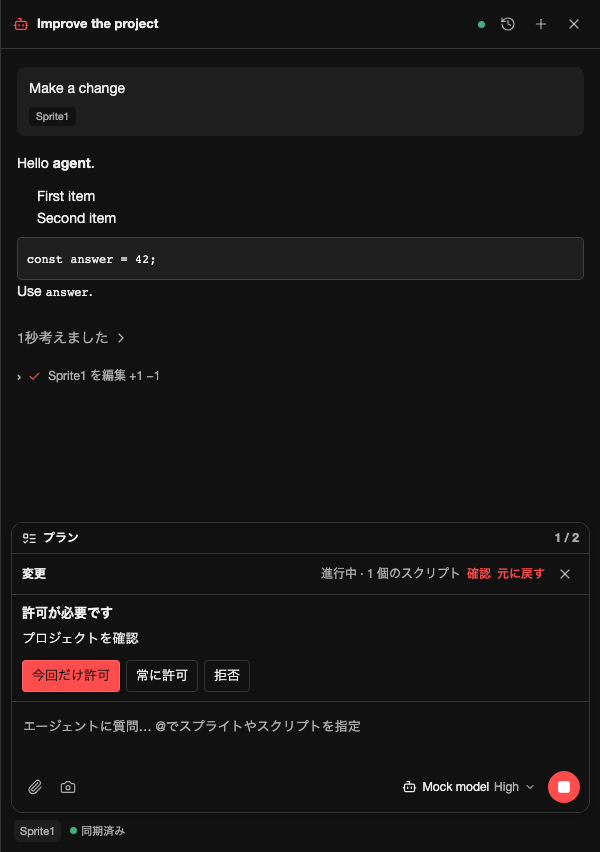 Improve the project
Make a change
Sprite1
Hello agent.
First item
Second item
const answer = 42;
Use answer.
1秒考えました
Sprite1 を編集 +1 −1
プラン 1 / 2
変更 進行中 · 1 個のスクリプト 確認 元に戻す
許可が必要です
プロジェクトを確認
今回だけ許可 常に許可 拒否
エージェントに質問... @でスプライトやスクリプトを指定
Mock model High
Sprite1 同期済み